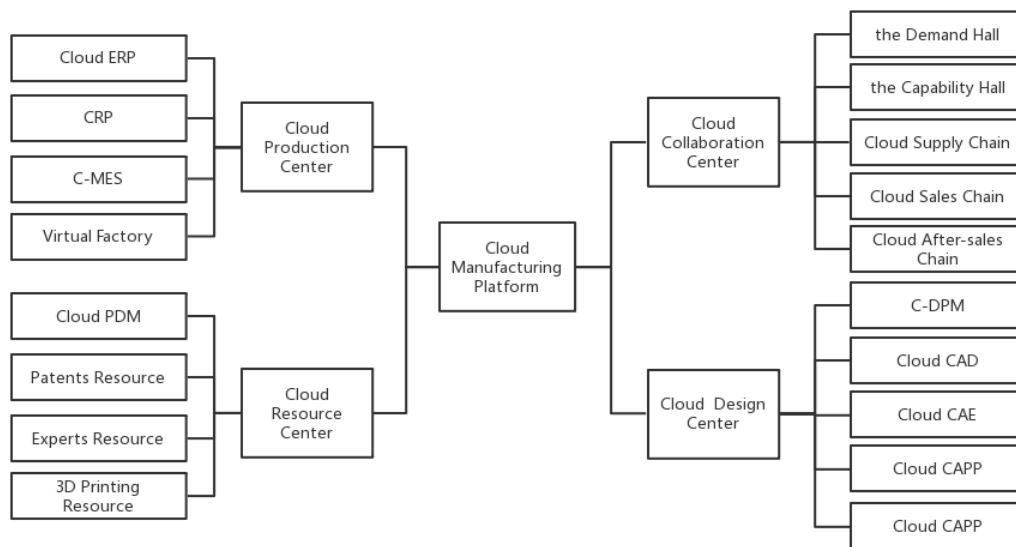 Cloud ERP
CRP
C-MES
Virtual Factory
Cloud
Production
Center
Cloud PDM
Patents Resource
Experts Resource
3D Printing
Resource
Cloud
Resource
Center
Cloud
Manufacturing
Platform
Cloud
Collaboration
Center
the Demand Hall
the Capability Hall
Cloud Supply Chain
Cloud Sales Chain
Cloud After-sales
Chain
Cloud Design
Center
C-DPM
Cloud CAD
Cloud CAE
Cloud CAPP
Cloud CAPP